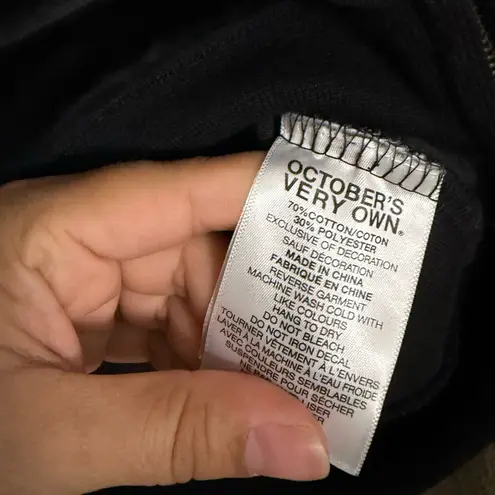 OCTOBER'S
VERY OWN®
70%COTTON/COTON
30% POLYESTER
EXCLUSIVE OF DECORATION
SAUF DÉCORATION
MADE IN CHINA
FABRIQUÉ EN CHINE
REVERSE GARMENT
MACHINE WASH COLD WITH
LIKE COLOURS
HANG TO DRY
DO NOT BLEACH
DO NOT IRON DECAL
TOURNER VÊTEMENT À L'ENVERS
LAVER À LA MACHINE À L'EAU FROIDE
AVEC COULEURS SEMBLABLES
SUSPENDRE POUR SÉCHER